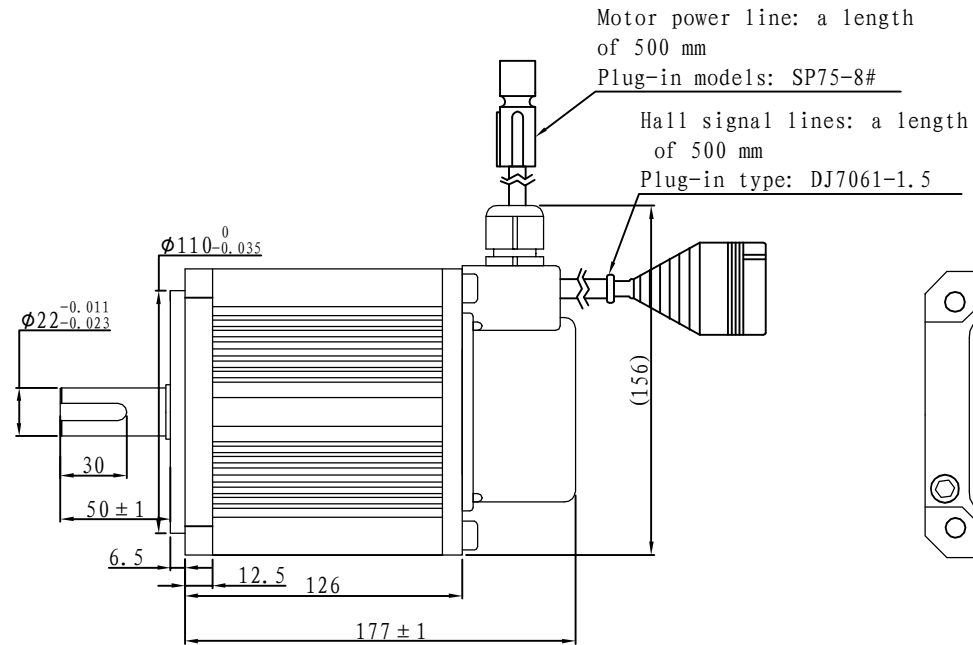 Motor power line: a length
of 500 mm
Plug-in models: SP75-8#
Hall signal lines: a length
of 500 mm
Plug-in type: DJ7061-1.5
ϕ110 0 -0.035
ϕ22 -0.011 -0.023
(156)
30
50±1
6.5
12.5
126
177±1